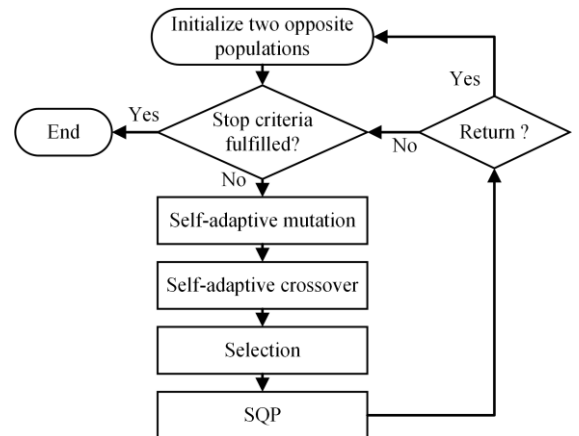 Initialize two opposite
populations
Yes
Yes
End
Stop criteria
fulfilled?
No
Return ?
No
Self-adaptive mutation
Self-adaptive crossover
Selection
SQP